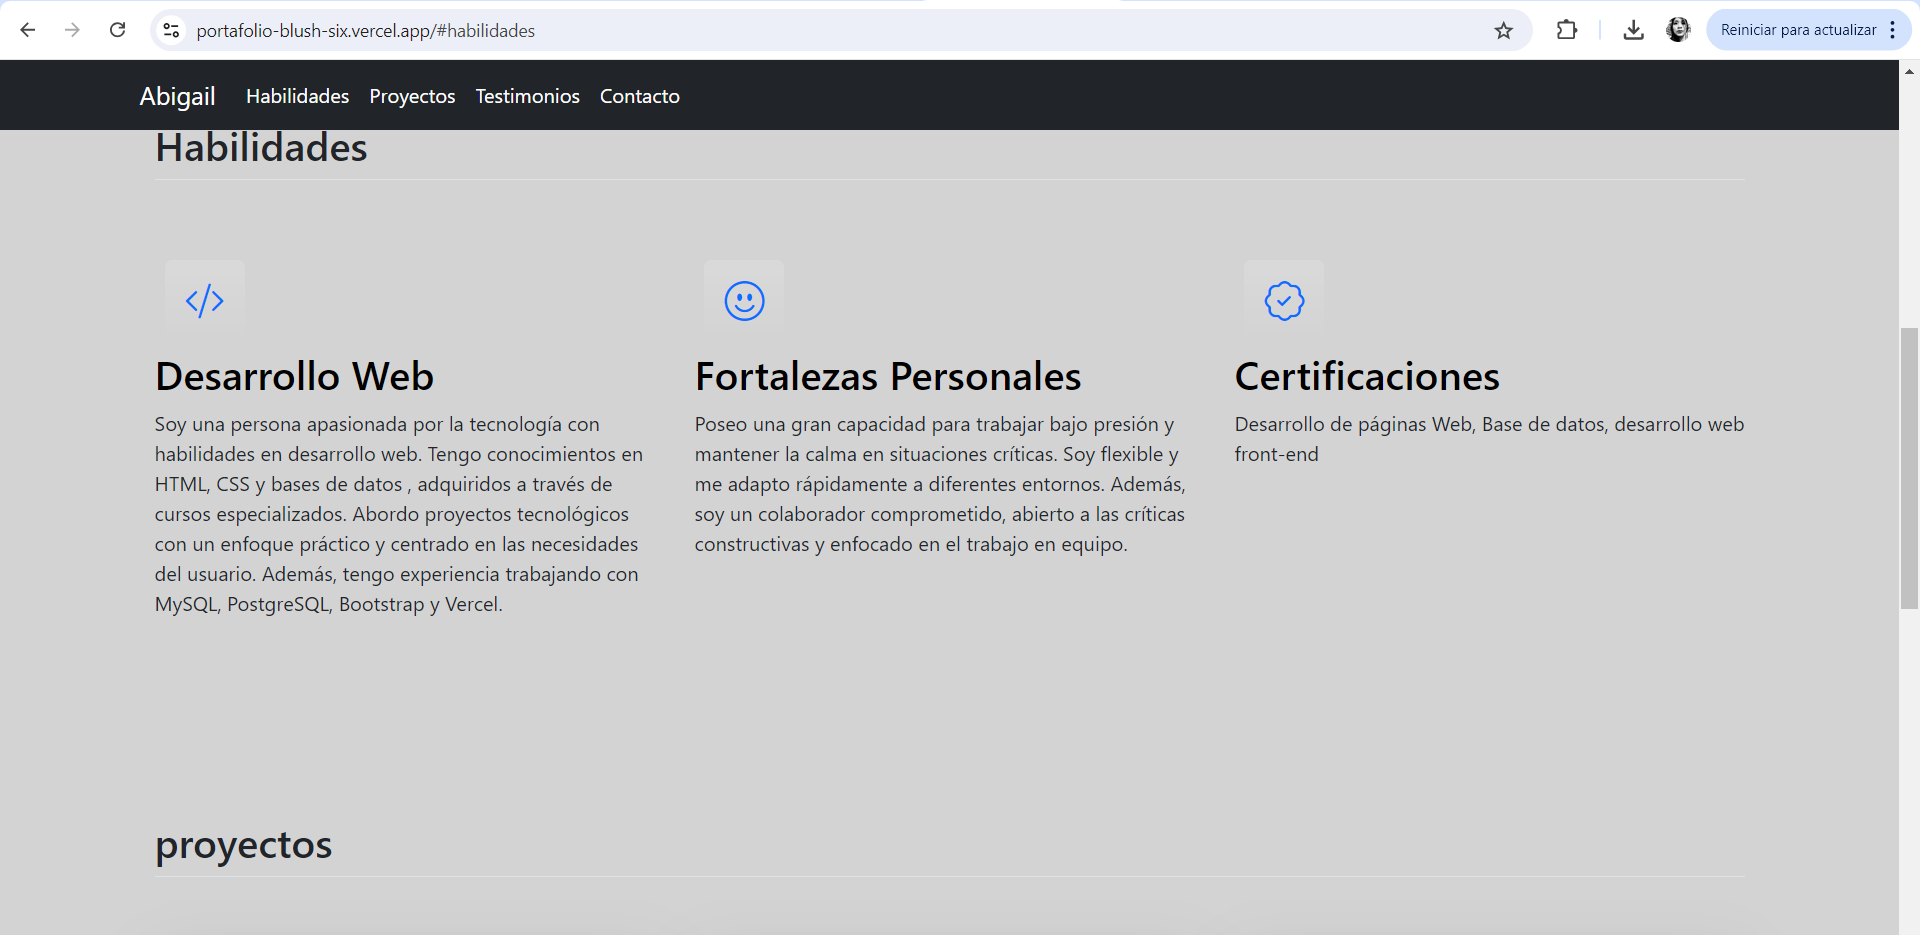 portafolio-blush-six.vercel.app/#habilidades
Reiniciar para actualizar
Abigail Habilidades Proyectos Testimonios Contacto
Habilidades
Desarrollo Web
Soy una persona apasionada por la tecnología con
habilidades en desarrollo web. Tengo conocimientos en
HTML, CSS y bases de datos , adquiridos a través de
cursos especializados. Abordo proyectos tecnológicos
con un enfoque práctico y centrado en las necesidades
del usuario. Además, tengo experiencia trabajando con
MySQL, PostgreSQL, Bootstrap y Vercel.
Fortalezas Personales
Poseo una gran capacidad para trabajar bajo presión y
mantener la calma en situaciones críticas. Soy flexible y
me adapto rápidamente a diferentes entornos. Además,
soy un colaborador comprometido, abierto a las críticas
constructivas y enfocado en el trabajo en equipo.
Certificaciones
Desarrollo de páginas Web, Base de datos, desarrollo web
front-end
proyectos